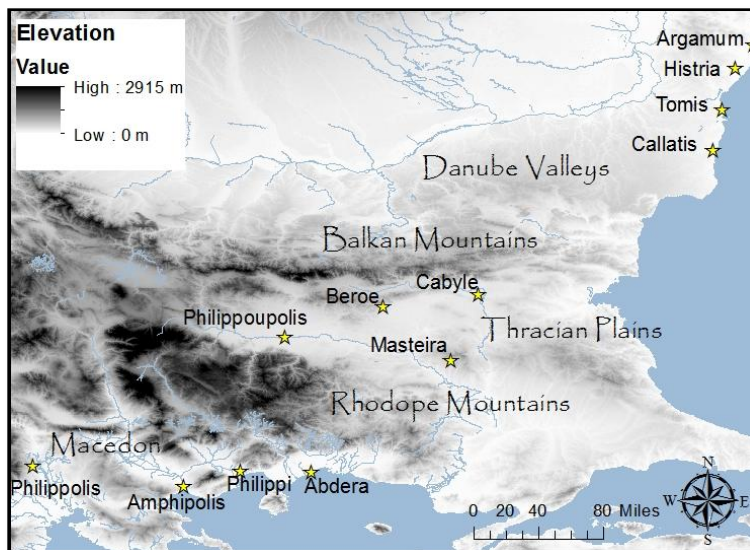 Elevation
Value
High : 2915 m
Low : 0 m
Argamum
Histria
Tomis
Callatis
Danube Valleys
Balkan Mountains
Cabyle
Beroe
Philippoupolis
Thracian Plains
Masteira
Rhodope Mountains
Macedon
Philippolis
Amphipolis
Philippi
Abdera
0 20 40 80 Miles
N
W E
S